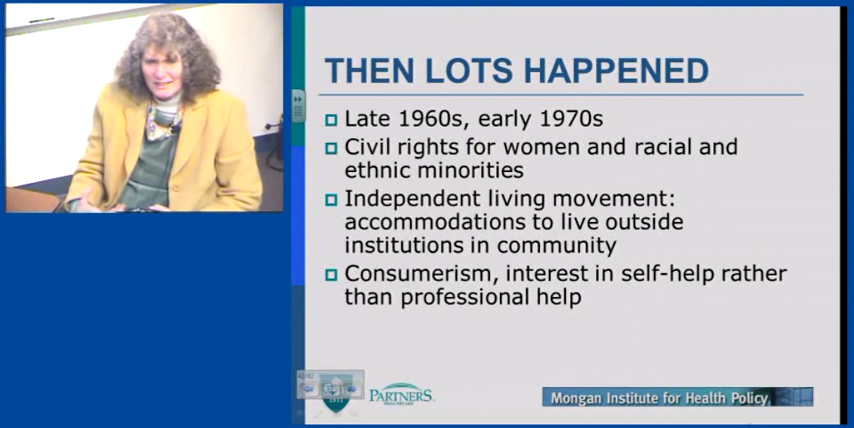 THEN LOTS HAPPENED
Late 1960s, early 1970s
Civil rights for women and racial and
ethnic minorities
Independent living movement:
accommodations to live outside
institutions in community
Consumerism, interest in self-help rather
than professional help
PARTNERS
Mongan Institute for Health Policy